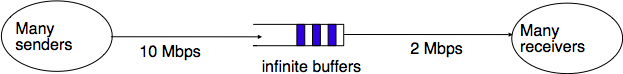 Many
senders
10 Mbps
infinite buffers
2 Mbps
Many
receivers